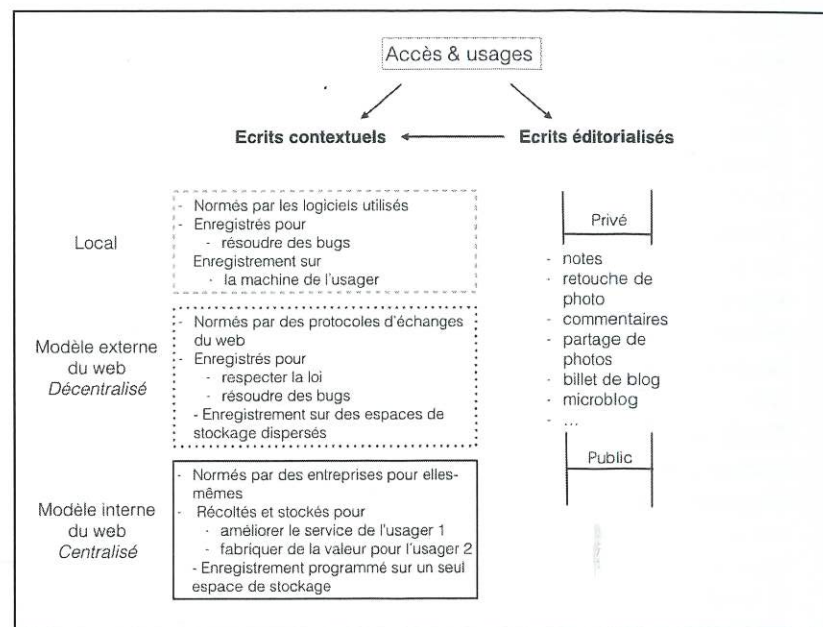 Accès & usages
Ecrits contextuels
Ecrits éditorialisés
Local
- Normés par les logiciels utilisés
- Enregistrés pour
- résoudre des bugs
Enregistrement sur
- la machine de l'usager
Modèle externe
du web
Décentralisé
- Normés par des protocoles d'échanges
du web
- Enregistrés pour
- respecter la loi
- résoudre des bugs
- Enregistrement sur des espaces de
stockage dispersés
Modèle interne
du web
Centralisé
- Normés par des entreprises pour elles-
mêmes
- Récoltés et stockés pour
- améliorer le service de l'usager 1
- fabriquer de la valeur pour l'usager 2
- Enregistrement programmé sur un seul
espace de stockage
Privé
- notes
- retouche de
photo
- commentaires
- partage de
photos
- billet de blog
- microblog
- ...
Public